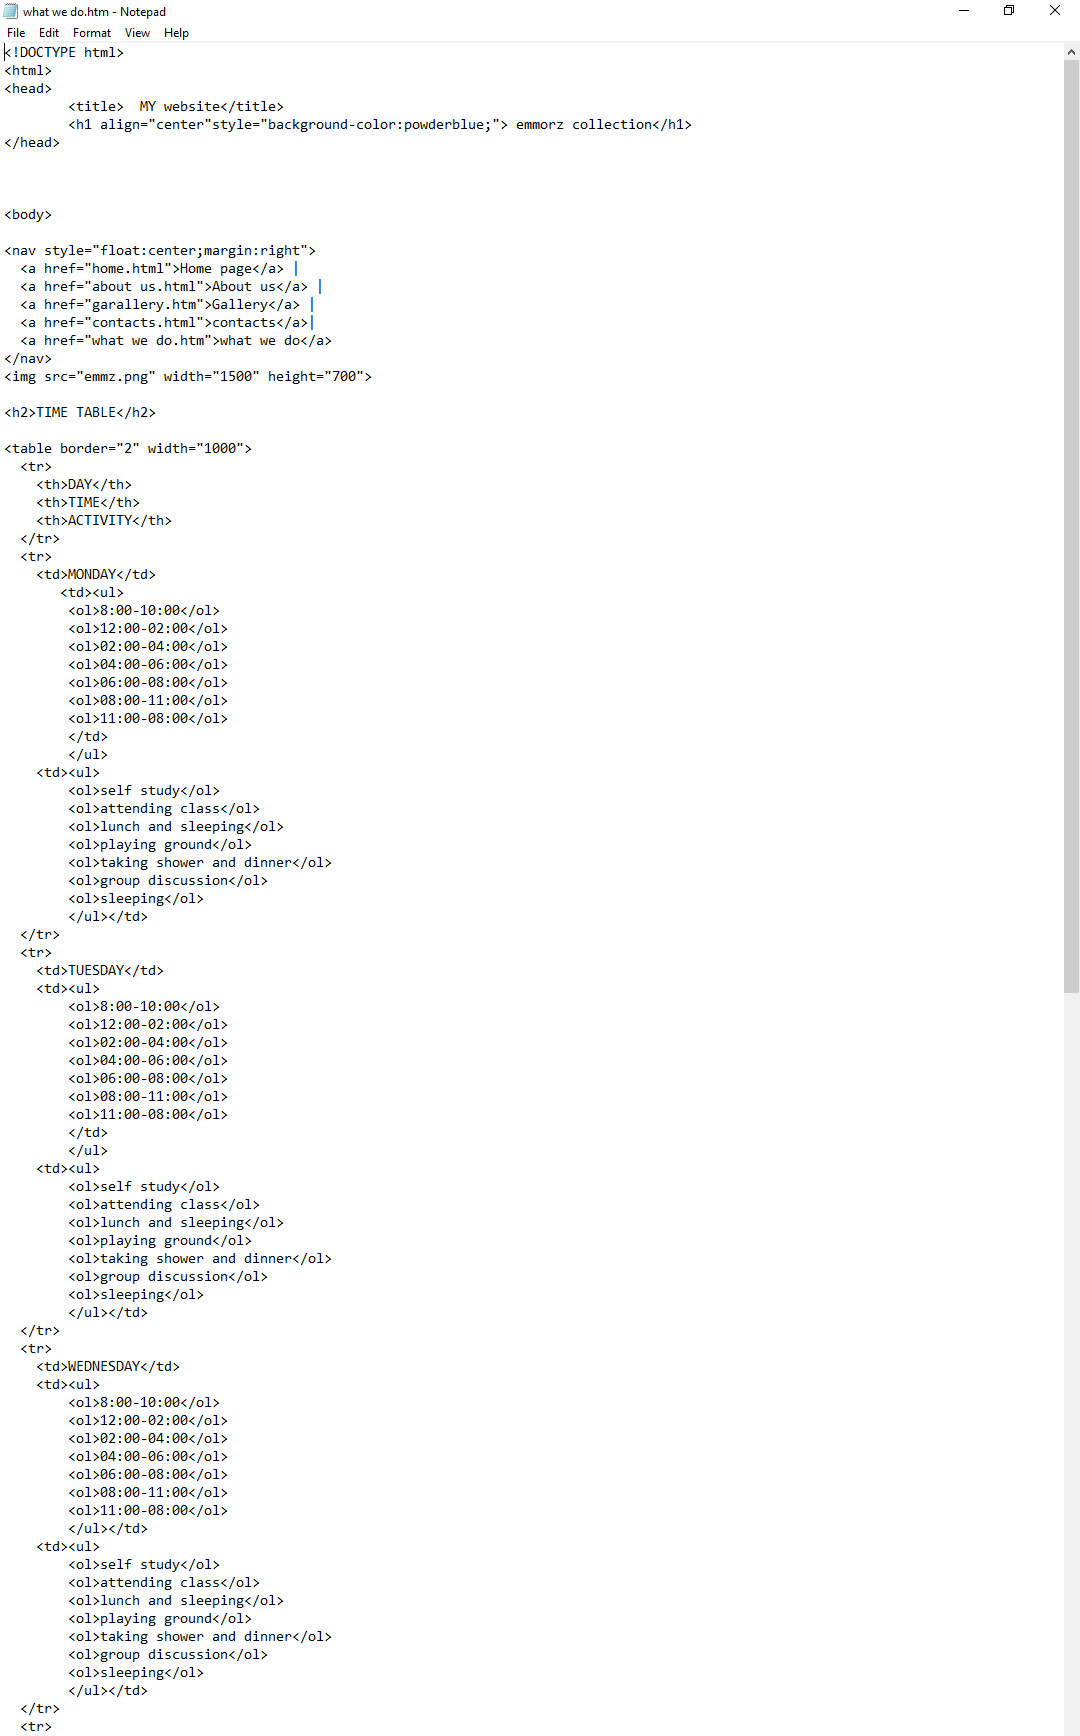 what we do.htm - Notepad
File Edit Format View Help
<!DOCTYPE html>
<html>
<head>
<title>  MY website</title>
<h1 align="center"style="background-color:powderblue;"> emmorz collection</h1>
</head>
<body>
<nav style="float:center;margin:right">
<a href="home.html">Home page</a> |
<a href="about us.html">About us</a> |
<a href="garallery.htm">Gallery</a> |
<a href="contacts.html">contacts</a>|
<a href="what we do.htm">what we do</a>
</nav>
<img src="emmz.png" width="1500" height="700">
<h2>TIME TABLE</h2>
<table border="2" width="1000">
<tr>
<th>DAY</th>
<th>TIME</th>
<th>ACTIVITY</th>
</tr>
<tr>
<td>MONDAY</td>
<td><ul>
<ol>8:00-10:00</ol>
<ol>12:00-02:00</ol>
<ol>02:00-04:00</ol>
<ol>04:00-06:00</ol>
<ol>06:00-08:00</ol>
<ol>08:00-11:00</ol>
<ol>11:00-08:00</ol>
</td>
</ul>
<td><ul>
<ol>self study</ol>
<ol>attending class</ol>
<ol>lunch and sleeping</ol>
<ol>playing ground</ol>
<ol>taking shower and dinner</ol>
<ol>group discussion</ol>
<ol>sleeping</ol>
</ul></td>
</tr>
<tr>
<td>TUESDAY</td>
<td><ul>
<ol>8:00-10:00</ol>
<ol>12:00-02:00</ol>
<ol>02:00-04:00</ol>
<ol>04:00-06:00</ol>
<ol>06:00-08:00</ol>
<ol>08:00-11:00</ol>
<ol>11:00-08:00</ol>
</td>
</ul>
<td><ul>
<ol>self study</ol>
<ol>attending class</ol>
<ol>lunch and sleeping</ol>
<ol>playing ground</ol>
<ol>taking shower and dinner</ol>
<ol>group discussion</ol>
<ol>sleeping</ol>
</ul></td>
</tr>
<tr>
<td>WEDNESDAY</td>
<td><ul>
<ol>8:00-10:00</ol>
<ol>12:00-02:00</ol>
<ol>02:00-04:00</ol>
<ol>04:00-06:00</ol>
<ol>06:00-08:00</ol>
<ol>08:00-11:00</ol>
<ol>11:00-08:00</ol>
</ul></td>
<td><ul>
<ol>self study</ol>
<ol>attending class</ol>
<ol>lunch and sleeping</ol>
<ol>playing ground</ol>
<ol>taking shower and dinner</ol>
<ol>group discussion</ol>
<ol>sleeping</ol>
</ul></td>
</tr>
<tr>